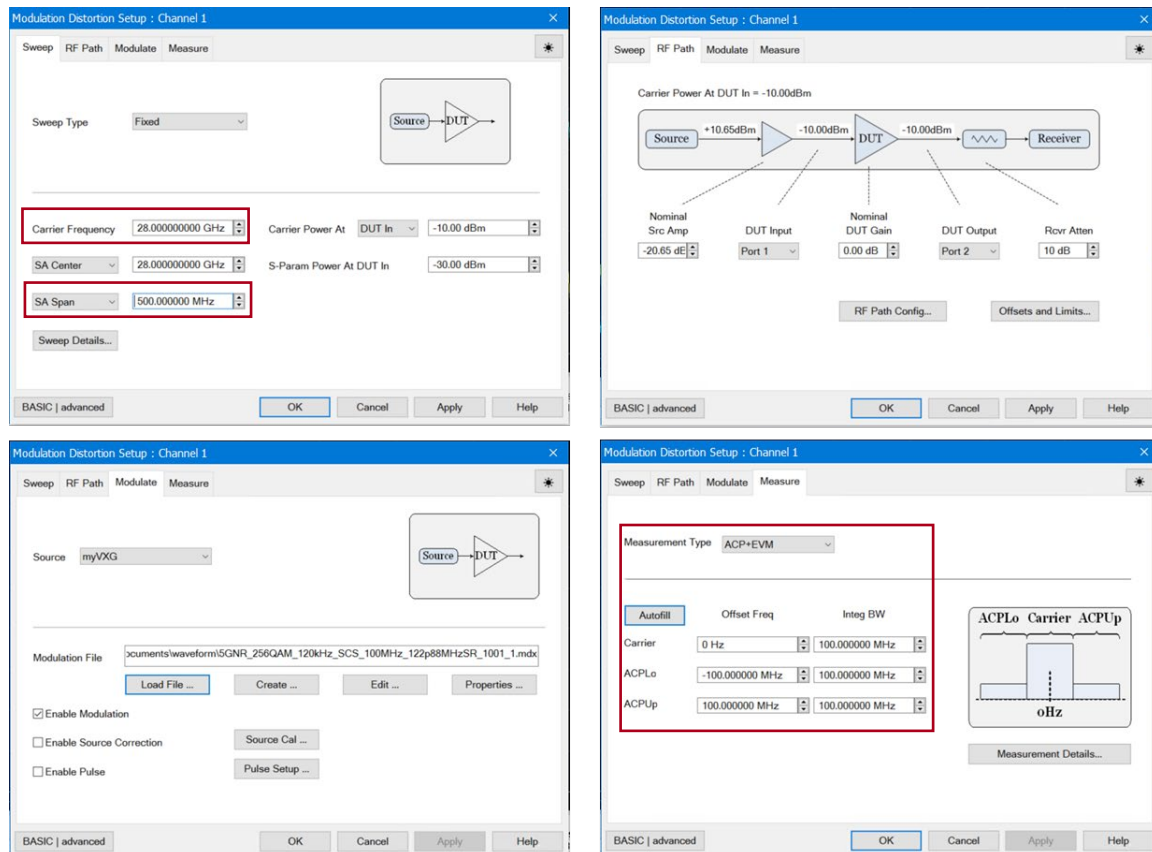 Modulation Distortion Setup : Channel 1
Sweep RF Path Modulate Measure
Source DUT
Sweep Type Fixed
Carrier Frequency 28.000000000 GHz Carrier Power At DUT In -10.00 dBm
SA Center 28.000000000 GHz S-Param Power At DUT In -30.00 dBm
SA Span 500.000000 MHz
Sweep Details...
BASIC | advanced OK Cancel Apply Help
Modulation Distortion Setup : Channel 1
Sweep RF Path Modulate Measure
Carrier Power At DUT In = -10.00dBm
Source +10.65dBm -10.00dBm DUT -10.00dBm Receiver
Nominal Nominal
Src Amp DUT Input DUT Gain DUT Output Rcvr Atten
-20.65 dE Port 1 0.00 dB Port 2 10 dB
RF Path Config... Offsets and Limits...
BASIC | advanced OK Cancel Apply Help
Modulation Distortion Setup : Channel 1
Sweep RF Path Modulate Measure
Source myVXG
Source DUT
Modulation File ocuments\waveform\5GNR_256QAM_120kHz_SCS_100MHz_122p88MHzSR_1001_1.mdx
Load File ... Create ... Edit ... Properties ...
Enable Modulation
Enable Source Correction Source Cal ...
Enable Pulse Pulse Setup ...
BASIC | advanced OK Cancel Apply Help
Modulation Distortion Setup : Channel 1
Sweep RF Path Modulate Measure
Measurement Type ACP+EVM
Autofill Offset Freq Integ BW
Carrier 0 Hz 100.000000 MHz
ACPLo -100.000000 MHz 100.000000 MHz
ACPUp 100.000000 MHz 100.000000 MHz
ACPLo Carrier ACPUp
0Hz
Measurement Details...
BASIC | advanced OK Cancel Apply Help